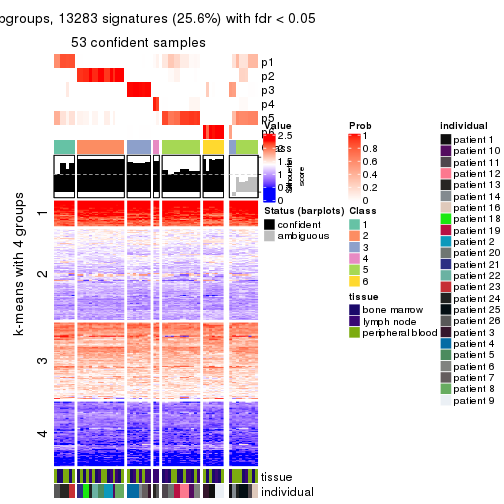 ogroups, 13283 signatures (25.6%) with fdr < 0.05
53 confident samples
p1
p2
p3
p4
p5
k-means with 4 groups
1
2
3
4
tissue
individual
Value
2.5
2
1.5
1
0.5
0
score
Status (barplots)
confident
ambiguous
Prob
1
0.8
0.6
0.4
0.2
0
Class
1
2
3
4
5
6
tissue
bone marrow
lymph node
peripheral blood
individual
patient 1
patient 10
patient 11
patient 12
patient 13
patient 14
patient 16
patient 18
patient 19
patient 2
patient 20
patient 21
patient 22
patient 23
patient 24
patient 25
patient 26
patient 3
patient 4
patient 5
patient 6
patient 7
patient 8
patient 9